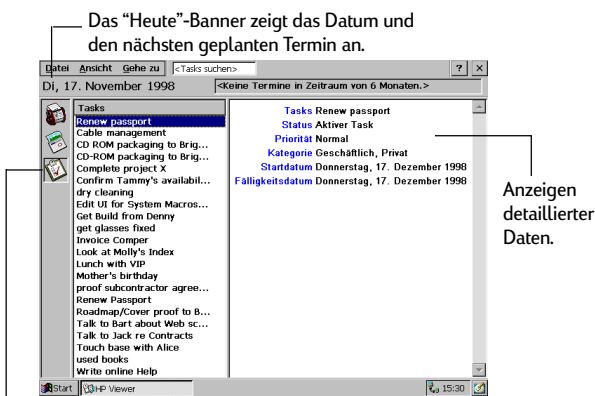 Das “Heute”-Banner zeigt das Datum und
den nächsten geplanten Termin an.
Datei Ansicht Gehe zu <Tasks suchen> ? ×
Di, 17. November 1998 <Keine Termine in Zeitraum von 6 Monaten.>
Tasks
Renew passport
Cable management
CD ROM packaging to Brig...
CD-ROM packaging to Brig...
Complete project X
Confirm Tammy's availabil...
dry cleaning
Edit UI for System Macros...
Get Build from Denny
get glasses fixed
Invoice Comper
Look at Molly's Index
Lunch with VIP
Mother's birthday
proof subcontractor agree...
Renew Passport
Roadmap/Cover proof to B...
Talk to Bart about Web sc...
Talk to Jack re Contracts
Touch base with Alice
used books
Write online Help
Tasks Renew passport
Status Aktiver Task
Priorität Normal
Kategorie Geschäftlich, Privat
Startdatum Donnerstag, 17. Dezember 1998
Fälligkeitsdatum Donnerstag, 17. Dezember 1998
Anzeigen
detaillierter
Daten.
Start HP Viewer 15:30